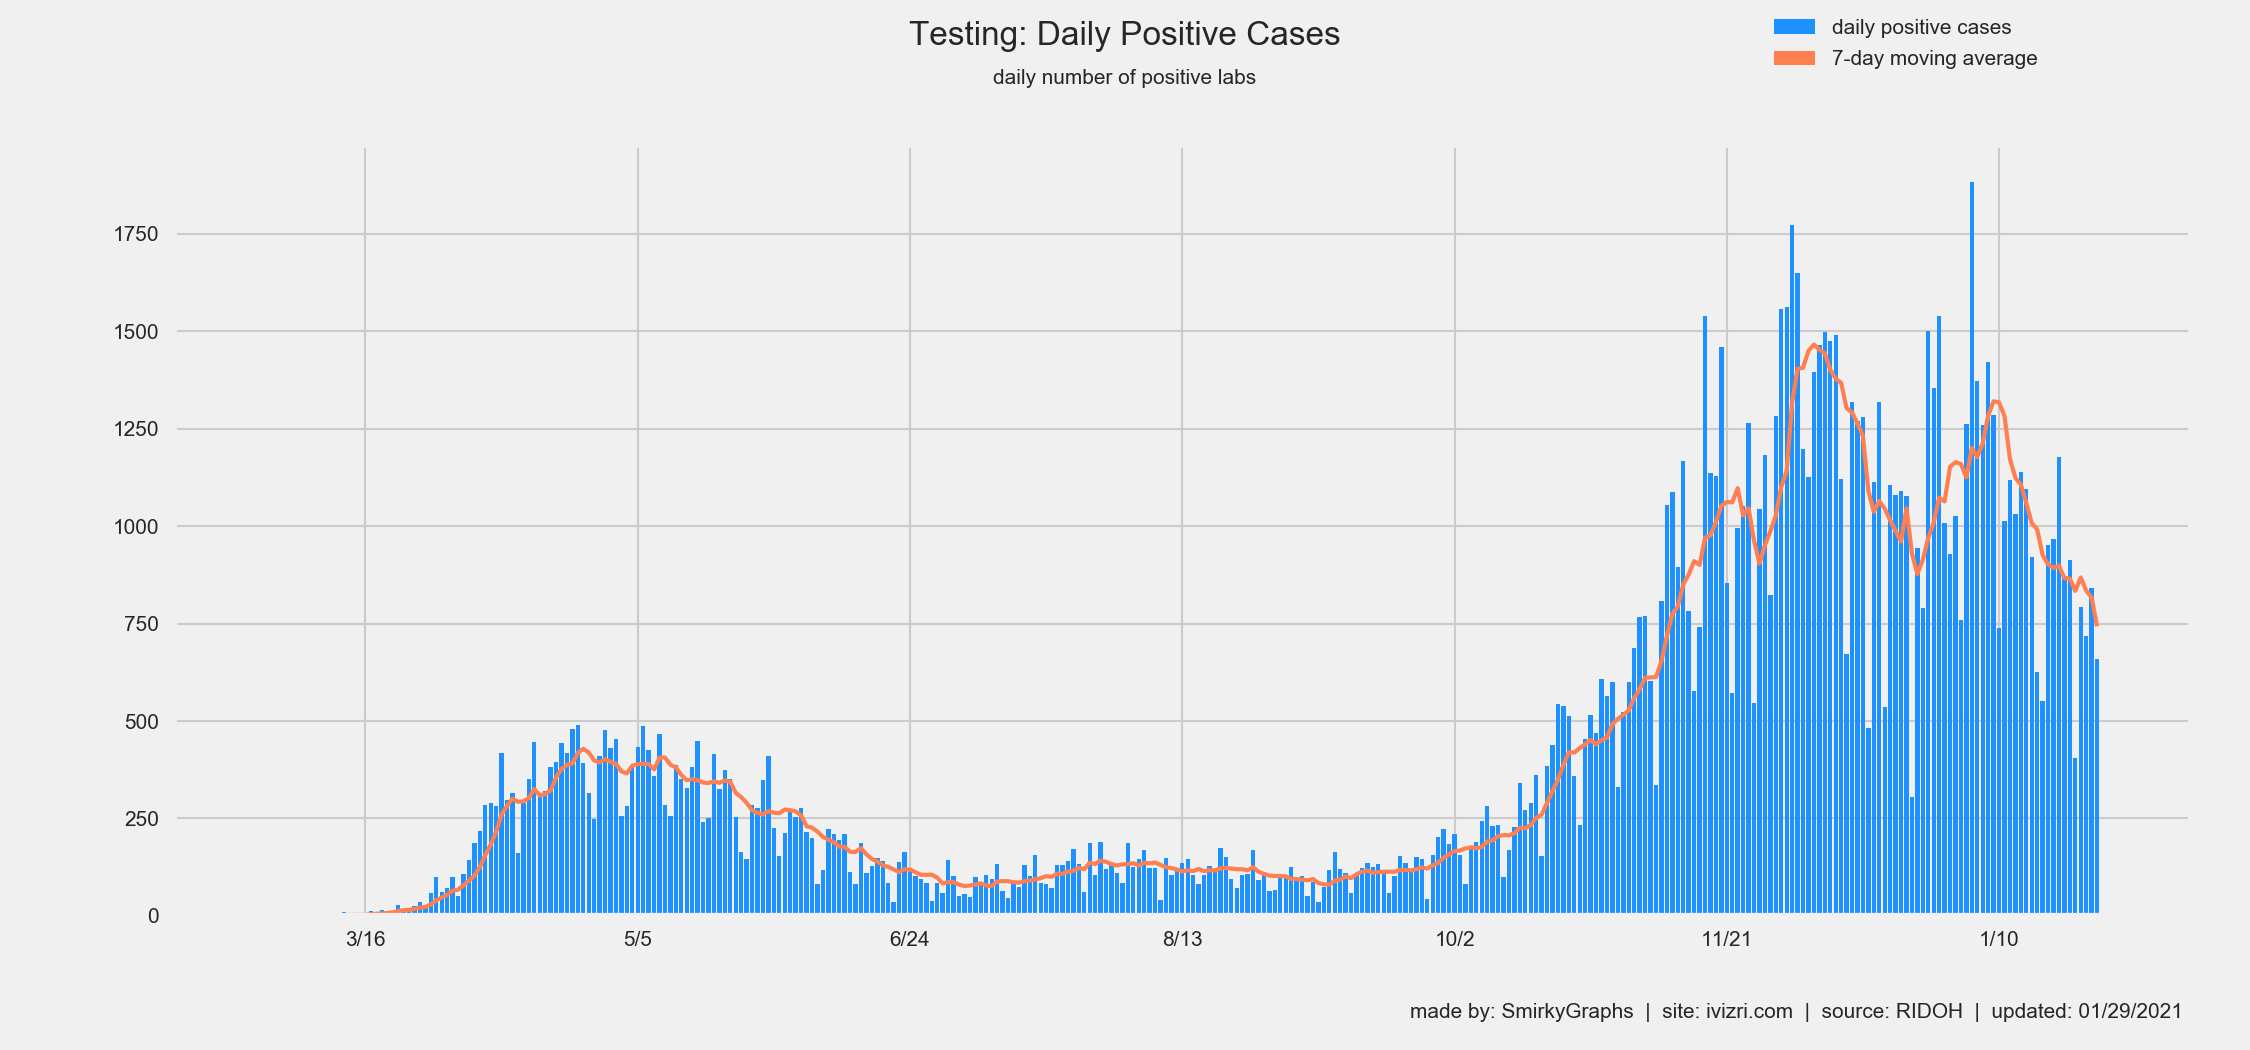 Testing: Daily Positive Cases
daily number of positive labs
daily positive cases
7-day moving average
1750
1500
1250
1000
750
500
250
0
3/16 5/5 6/24 8/13 10/2 11/21 1/10
made by: SmirkyGraphs | site: ivizri.com | source: RIDOH | updated: 01/29/2021